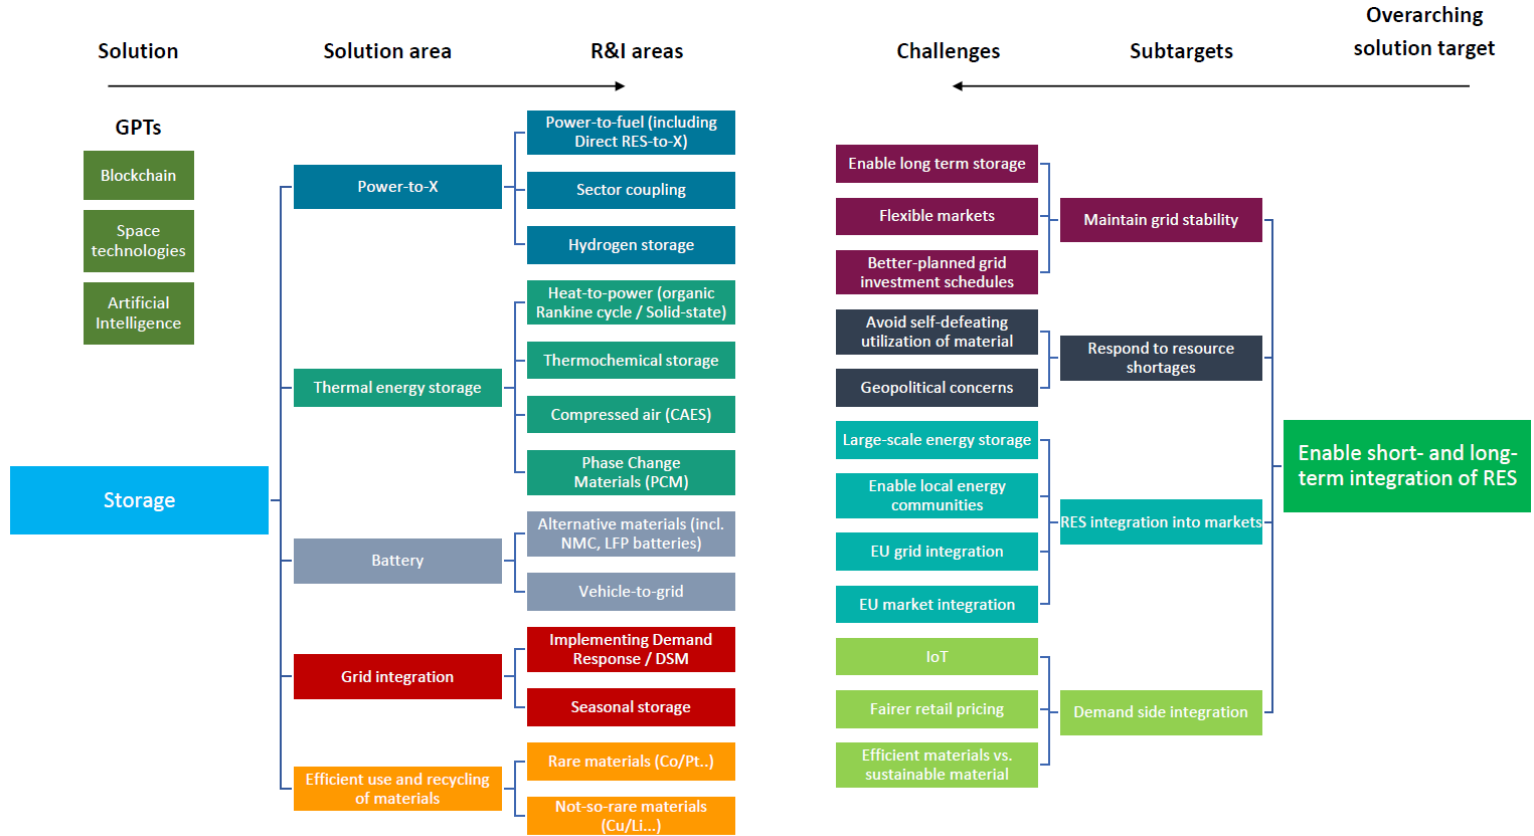 Solution
Solution area
R&I areas
Challenges
Subtargets
Overarching
solution target
GPTs
Blockchain
Space
technologies
Artificial
Intelligence
Storage
Power-to-X
Power-to-fuel (including
Direct RES-to-X)
Sector coupling
Hydrogen storage
Thermal energy storage
Heat-to-power (organic
Rankine cycle / Solid-state)
Thermochemical storage
Compressed air (CAES)
Phase Change
Materials (PCM)
Battery
Alternative materials (incl.
NMC, LFP batteries)
Vehicle-to-grid
Grid integration
Implementing Demand
Response / DSM
Seasonal storage
Efficient use and recycling
of materials
Rare materials (Co/Pt..)
Not-so-rare materials
(Cu/Li...)
Enable long term storage
Flexible markets
Better-planned grid
investment schedules
Maintain grid stability
Avoid self-defeating
utilization of material
Geopolitical concerns
Respond to resource
shortages
Large-scale energy storage
Enable local energy
communities
EU grid integration
EU market integration
RES integration into markets
IoT
Fairer retail pricing
Efficient materials vs.
sustainable material
Demand side integration
Enable short- and long-
term integration of RES